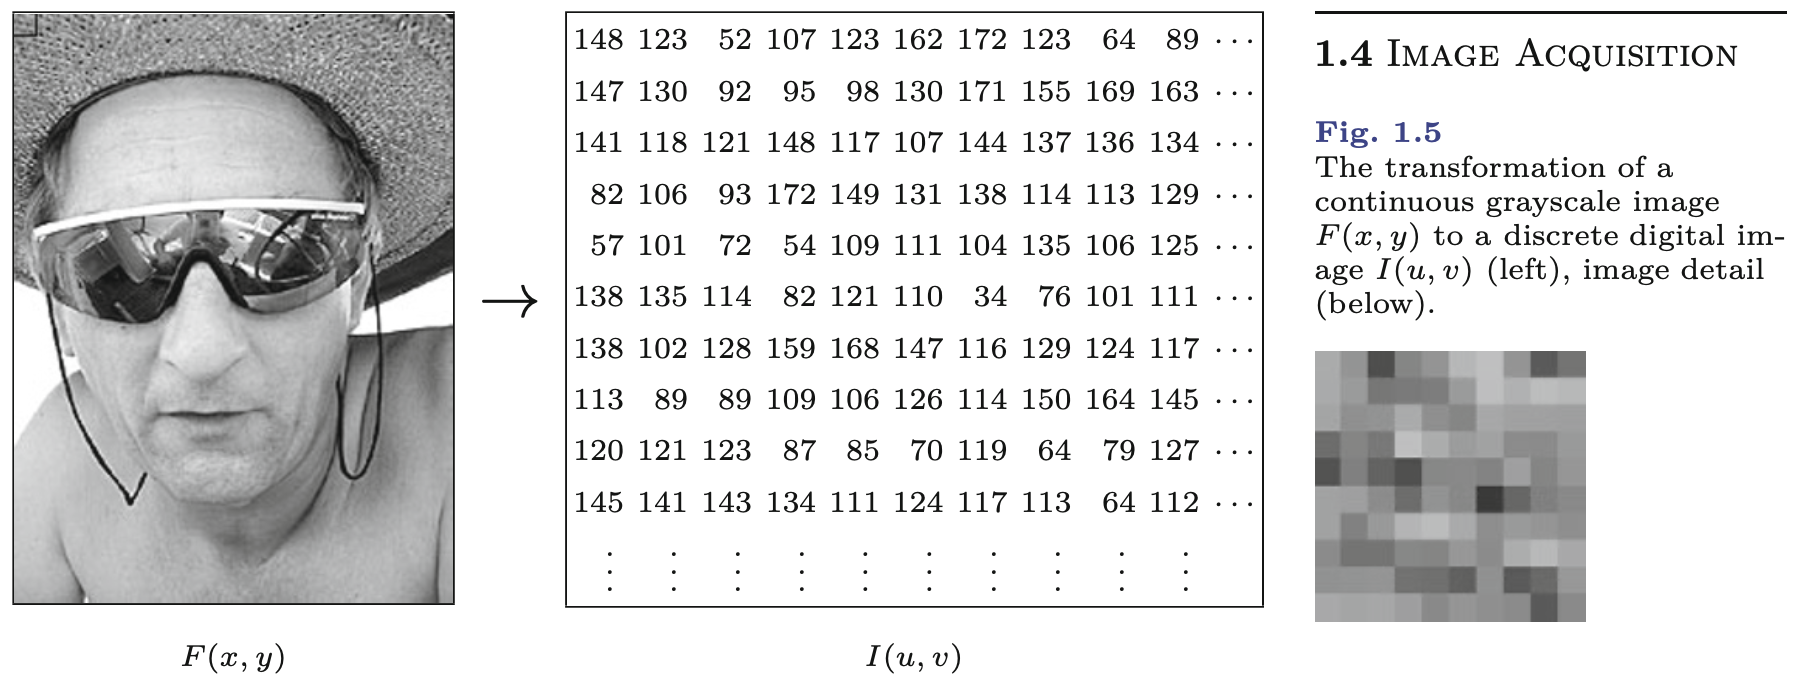 148 123 52 107 123 162 172 123 64 89 ···
147 130 92 95 98 130 171 155 169 163 ···
141 118 121 148 117 107 144 137 136 134 ···
82 106 93 172 149 131 138 114 113 129 ···
57 101 72 54 109 111 104 135 106 125 ···
138 135 114 82 121 110 34 76 101 111 ···
138 102 128 159 168 147 116 129 124 117 ···
113 89 89 109 106 126 114 150 164 145 ···
120 121 123 87 85 70 119 64 79 127 ···
145 141 143 134 111 124 117 113 64 112 ···
⋮ ⋮ ⋮ ⋮ ⋮ ⋮ ⋮ ⋮ ⋮ ⋮
→
F(x, y)
I(u, v)
1.4 IMAGE ACQUISITION
Fig. 1.5
The transformation of a
continuous grayscale image
F(x, y) to a discrete digital im-
age I(u, v) (left), image detail
(below).